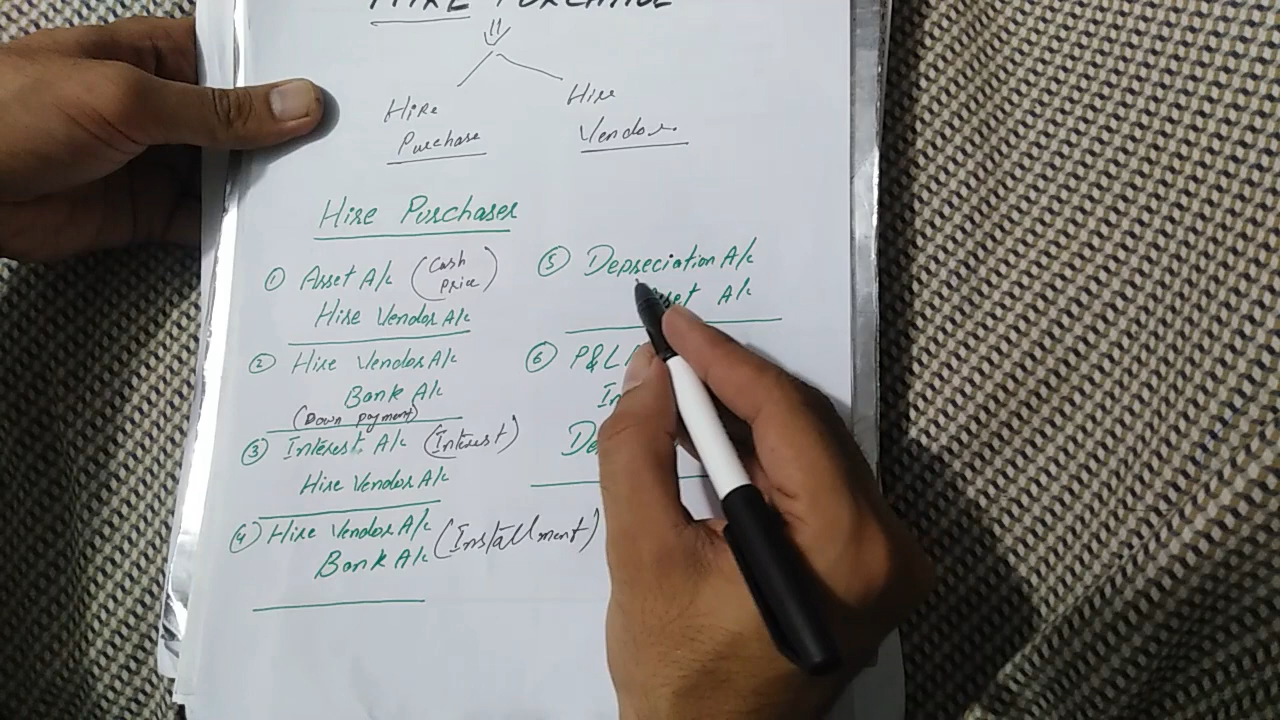 HIRE PURCHASE
Hire
Purchase
Hire
Vendor.
Hire Purchaser
① Asset A/c (Cash price)
Hire Vendor A/c
② Hire Vendor A/c
Bank A/c
(Down payment)
③ Interest A/c (Interest)
Hire Vendor A/c
④ Hire Vendor A/c (Installment)
Bank A/c
⑤ Depreciation A/c
A/c
⑥ P&L